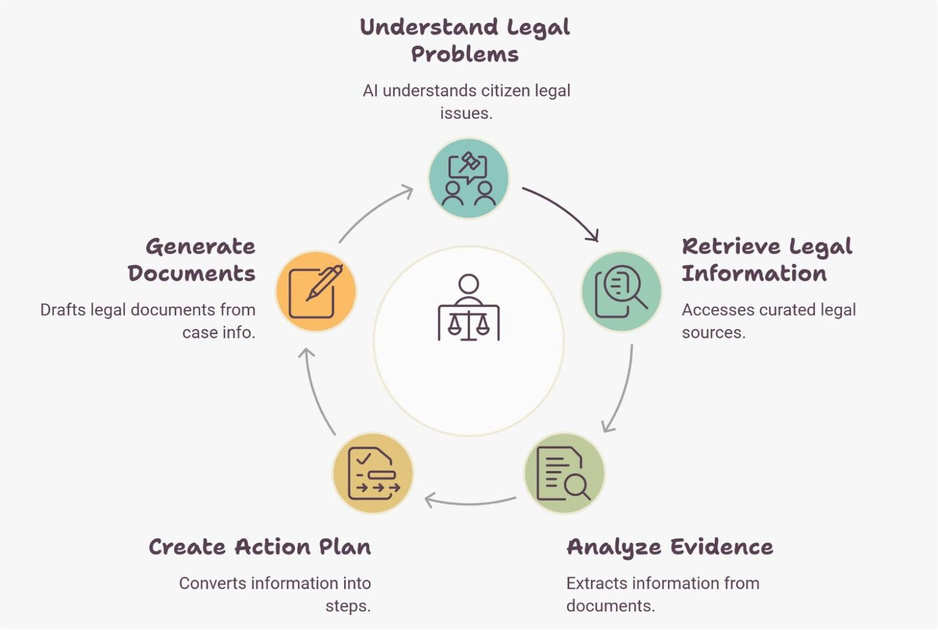 Understand Legal
Problems
AI understands citizen legal
issues.
Retrieve Legal
Information
Accesses curated legal
sources.
Analyze Evidence
Extracts information from
documents.
Create Action Plan
Converts information into
steps.
Generate
Documents
Drafts legal documents from
case info.